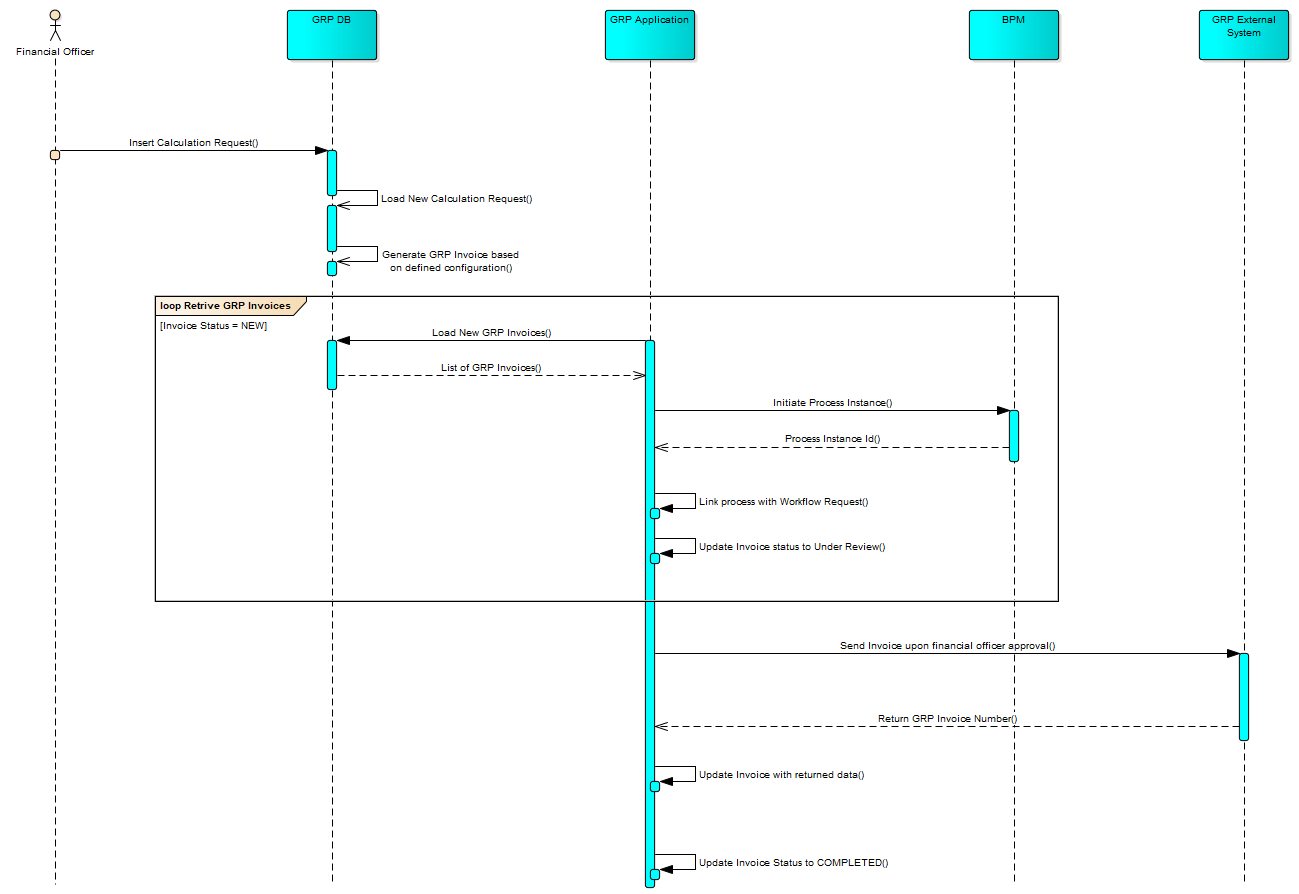 Financial Officer
GRP DB
GRP Application
BPM
GRP External
System
Insert Calculation Request()
Load New Calculation Request()
Generate GRP Invoice based
on defined configuration()
loop Retrive GRP Invoices
[Invoice Status = NEW]
Load New GRP Invoices()
List of GRP Invoices()
Initiate Process Instance()
Process Instance Id()
Link process with Workflow Request()
Update Invoice status to Under Review()
Send Invoice upon financial officer approval()
Return GRP Invoice Number()
Update Invoice with returned data()
Update Invoice Status to COMPLETED()